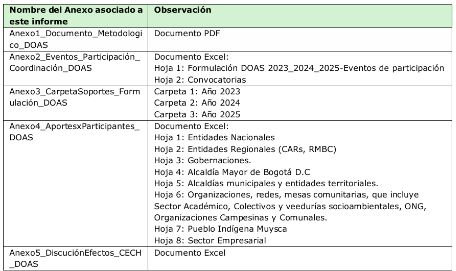 Nombre del Anexo asociado a este informe
Observación
Anexo1_Documento_Metodologi
co_DOAS
Documento PDF
Anexo2_Eventos_Participación_
Coordinación_DOAS
Documento Excel:
Hoja 1: Formulación DOAS 2023_2024_2025-Eventos de participación
Hoja 2: Convocatorias
Anexo3_CarpetaSoportes_Form
ulación_DOAS
Carpeta 1: Año 2023
Carpeta 2: Año 2024
Carpeta 3: Año 2025
Anexo4_AportesxParticipantes_
DOAS
Documento Excel:
Hoja 1: Entidades Nacionales
Hoja 2: Entidades Regionales (CARs, RMBC)
Hoja 3: Gobernaciones.
Hoja 4: Alcaldía Mayor de Bogotá D.C
Hoja 5: Alcaldías municipales y entidades territoriales.
Hoja 6: Organizaciones, redes, mesas comunitarias, que incluye
Sector Académico, Colectivos y veedurías socioambientales, ONG,
Organizaciones Campesinas y Comunales.
Hoja 7: Pueblo Indígena Muysca
Hoja 8: Sector Empresarial
Anexo5_DiscuciónEfectos_CECH
_DOAS
Documento Excel